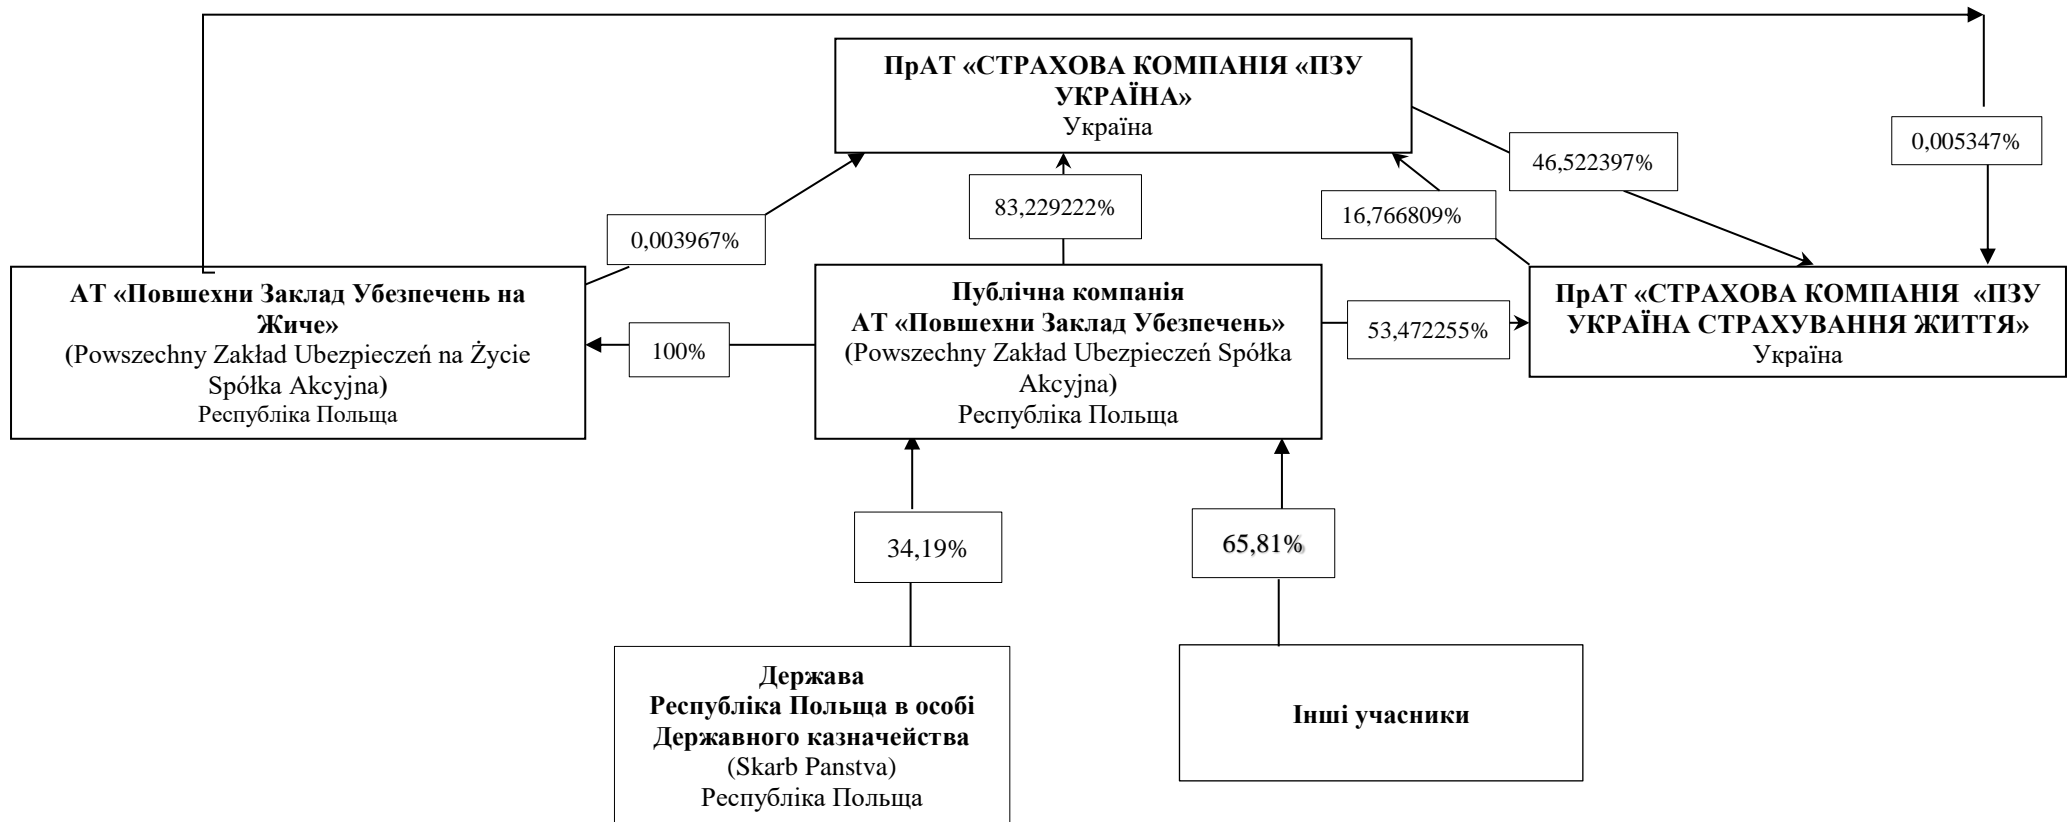 ПрАТ «СТРАХОВА КОМПАНІЯ «ПЗУ
УКРАЇНА»
Україна
0,005347%
46,522397%
83,229222%
16,766809%
0,003967%
АТ «Повшехни Заклад Убезпечень на
Жиче»
(Powszechny Zakład Ubezpieczeń na Życie
Spółka Akcyjna)
Республіка Польща
100%
Публічна компанія
АТ «Повшехни Заклад Убезпечень»
(Powszechny Zakład Ubezpieczeń Spółka
Akcyjna)
Республіка Польща
53,472255%
ПрАТ «СТРАХОВА КОМПАНІЯ «ПЗУ
УКРАЇНА СТРАХУВАННЯ ЖИТТЯ»
Україна
34,19%
65,81%
Держава
Республіка Польща в особі
Державного казначейства
(Skarb Panstva)
Республіка Польща
Інші учасники